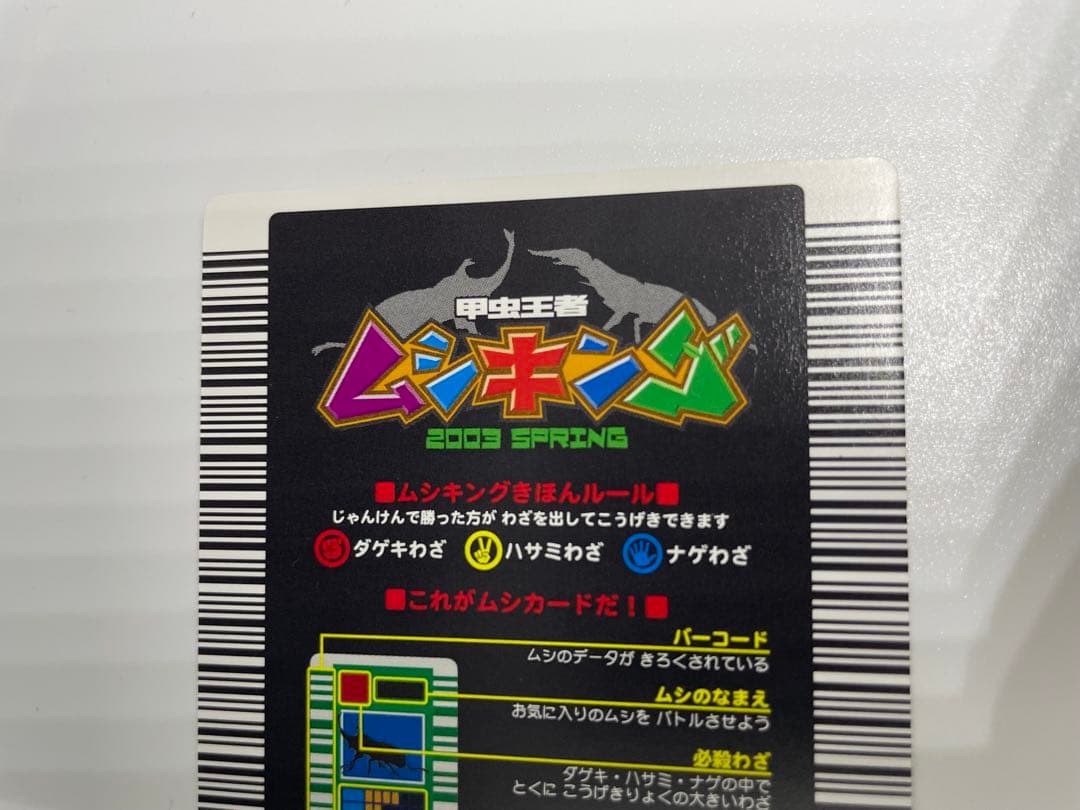 甲虫王者
ムシキング
2003 SPRING
■ムシキングきほんルール■
じゃんけんで勝った方が わざを出してこうげきできます
ダゲキわざ ハサミわざ ナゲわざ
■これがムシカードだ！■
バーコード
ムシのデータが きろくされている
ムシのなまえ
お気に入りのムシを バトルさせよう
必殺わざ
ダゲキ・ハサミ・ナゲの中で
とくに こうげきりょくの大きいわざ